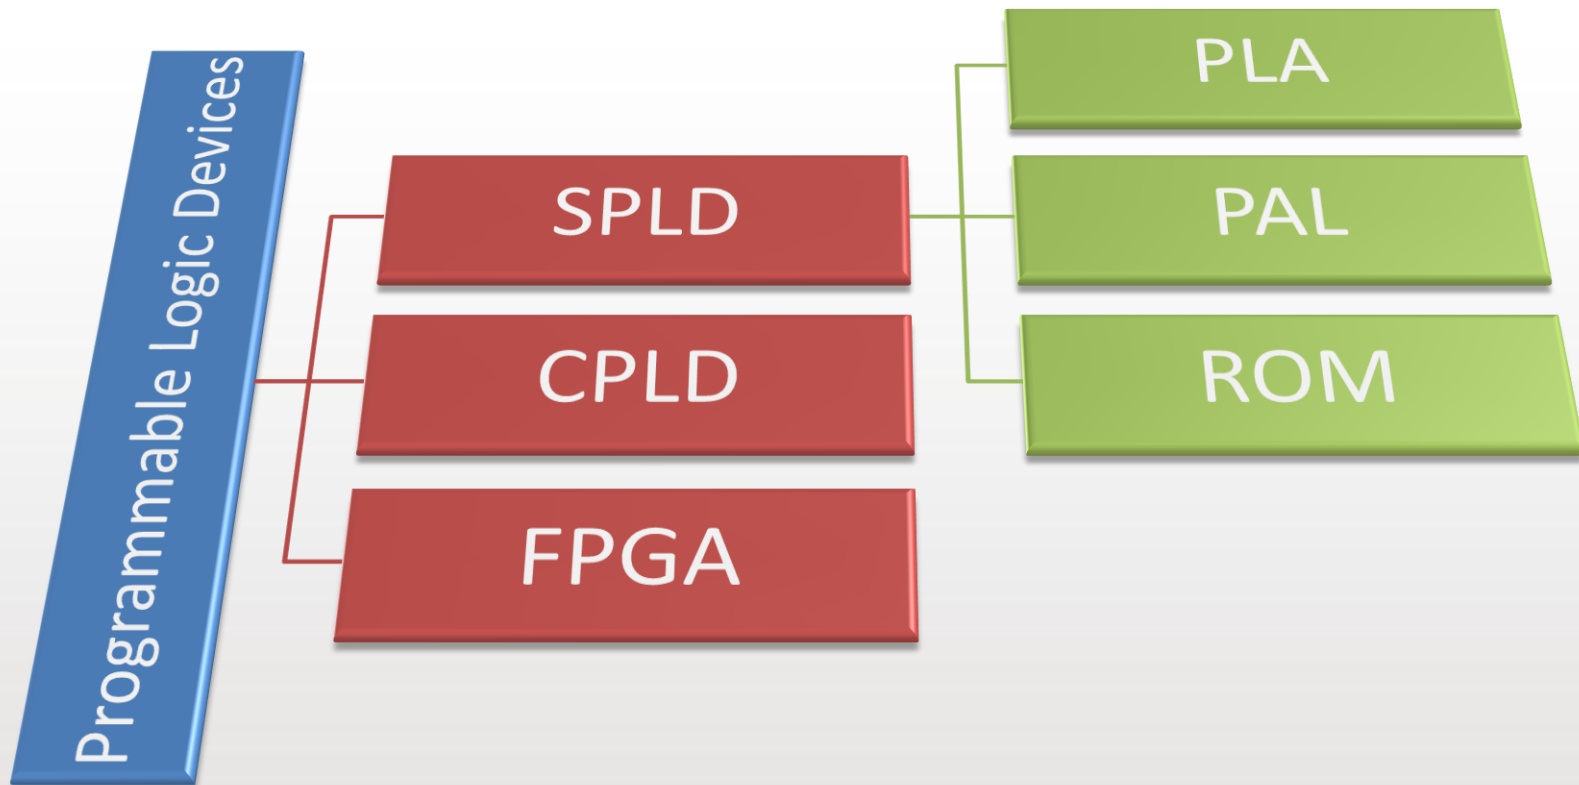 Programmable Logic Devices
SPLD
CPLD
FPGA
PLA
PAL
ROM